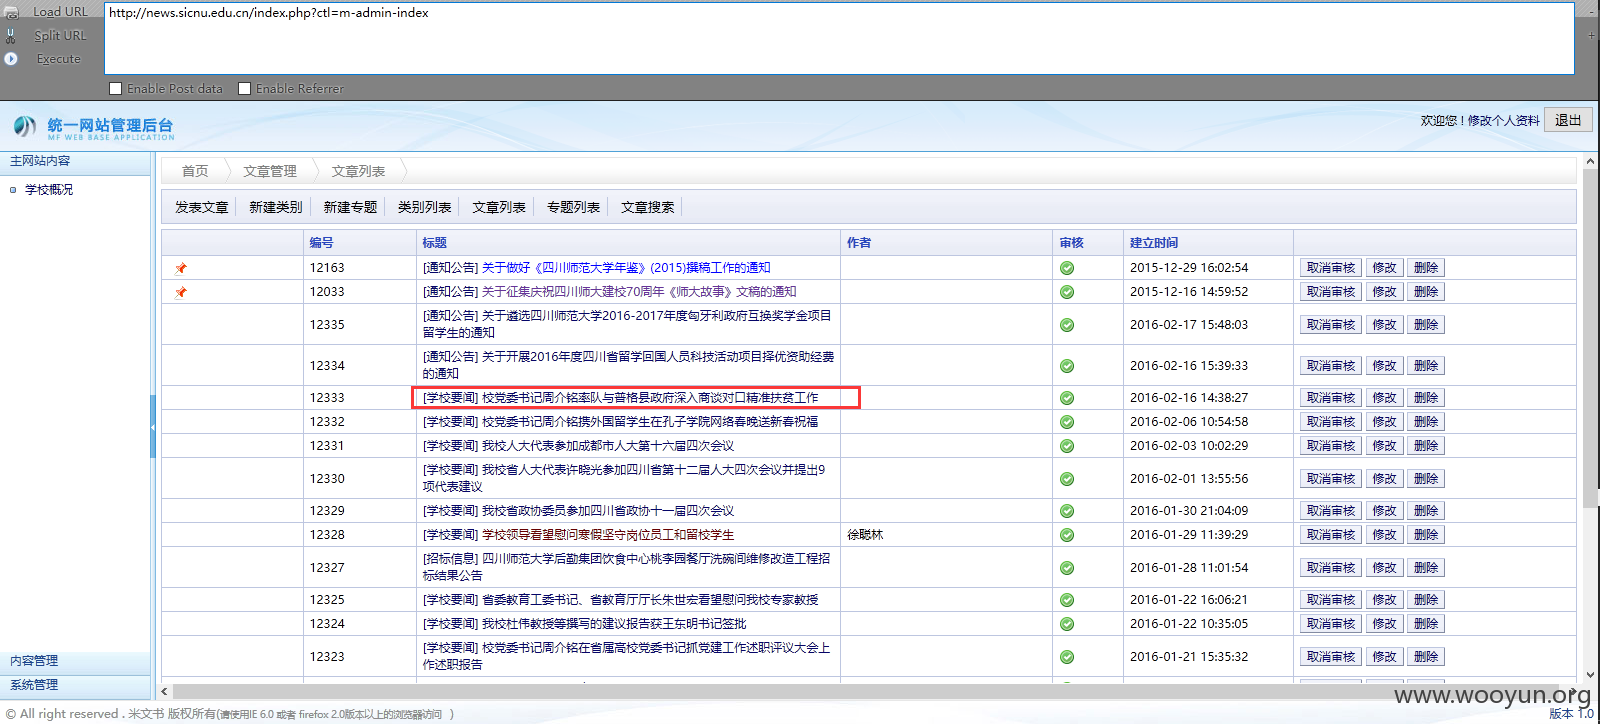 Load URL
http://news.sicnu.edu.cn/index.php?ctl=m-admin-index
Split URL
Execute
Enable Post data Enable Referrer
统一网站管理后台
MF WEB BASE APPLICATION
欢迎您！修改个人资料 退出
主网站内容
学校概况
首页 文章管理 文章列表
发表文章 新建类别 新建专题 类别列表 文章列表 专题列表 文章搜索
编号 标题 作者 审核 建立时间
12163 [通知公告] 关于做好《四川师范大学年鉴》(2015)撰稿工作的通知 2015-12-29 16:02:54 取消审核 修改 删除
12033 [通知公告] 关于征集庆祝四川师大建校70周年《师大故事》文稿的通知 2015-12-16 14:59:52 取消审核 修改 删除
12335 [通知公告] 关于遴选四川师范大学2016-2017年度匈牙利政府互换奖学金项目
留学生的通知 2016-02-17 15:48:03 取消审核 修改 删除
12334 [通知公告] 关于开展2016年度四川省留学回国人员科技活动项目择优资助经费
的通知 2016-02-16 15:39:33 取消审核 修改 删除
12333 [学校要闻] 校党委书记周介铭率队与普格县政府深入商谈对口精准扶贫工作 2016-02-16 14:38:27 取消审核 修改 删除
12332 [学校要闻] 校党委书记周介铭携外国留学生在孔子学院网络春晚送新春祝福 2016-02-06 10:54:58 取消审核 修改 删除
12331 [学校要闻] 我校人大代表参加成都市人大第十六届四次会议 2016-02-03 10:02:29 取消审核 修改 删除
12330 [学校要闻] 我校省人大代表许晓光参加四川省第十二届人大四次会议并提出9
项代表建议 2016-02-01 13:55:56 取消审核 修改 删除
12329 [学校要闻] 我校省政协委员参加四川省政协十一届四次会议 2016-01-30 21:04:09 取消审核 修改 删除
12328 [学校要闻] 学校领导看望慰问寒假坚守岗位员工和留校学生 徐聪林 2016-01-29 11:39:29 取消审核 修改 删除
12327 [招标信息] 四川师范大学后勤集团饮食中心桃李园餐厅洗碗间维修改造工程招
标结果公告 2016-01-28 11:01:54 取消审核 修改 删除
12325 [学校要闻] 省委教育工委书记、省教育厅厅长朱世宏看望慰问我校专家教授 2016-01-22 16:06:21 取消审核 修改 删除
12324 [学校要闻] 我校杜伟教授等撰写的建议报告获王东明书记签批 2016-01-22 10:35:05 取消审核 修改 删除
12323 [学校要闻] 校党委书记周介铭在省属高校党委书记抓党建工作述职评议大会上
作述职报告 2016-01-21 15:35:32 取消审核 修改 删除
内容管理
系统管理
www.wooyun.org
© All right reserved . 米文书 版权所有(请使用IE 6.0 或者 firefox 2.0版本以上的浏览器访问 ) 版本 1.0